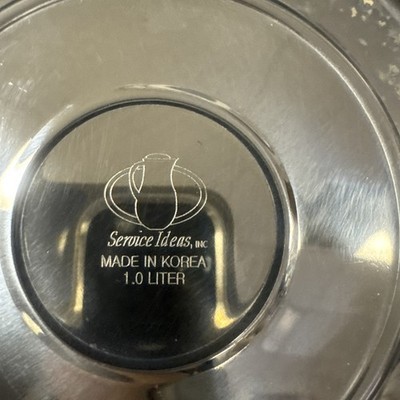 Service Ideas, INC
MADE IN KOREA
1.0 LITER